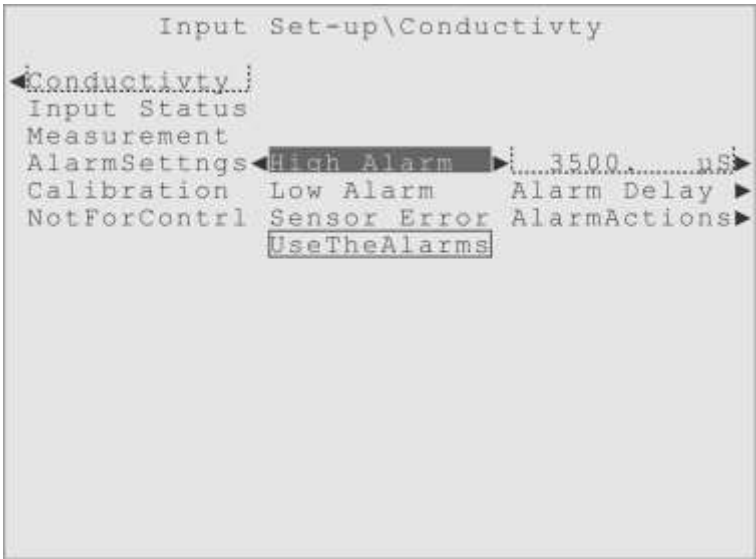 Input Set-up\Conductivty
Conductivty
Input Status
Measurement
AlarmSettngs High Alarm 3500. µS
Calibration Low Alarm Alarm Delay
NotForContrl Sensor Error AlarmActions
UseTheAlarms